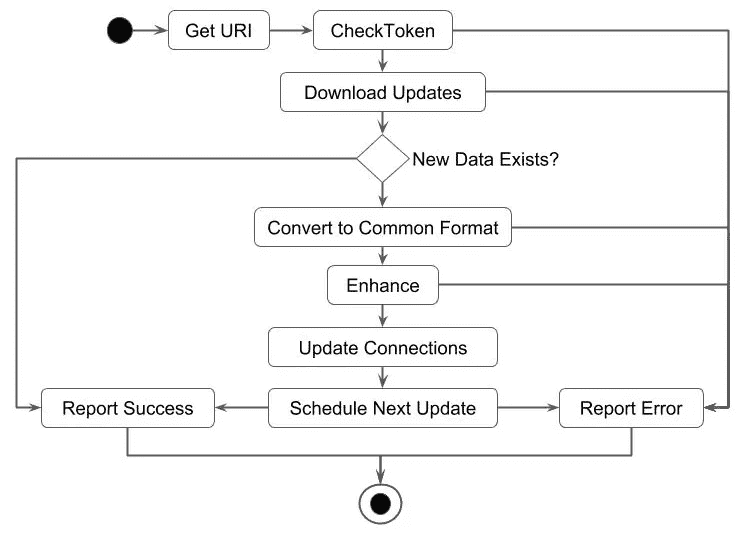 Get URI
CheckToken
Download Updates
New Data Exists?
Convert to Common Format
Enhance
Update Connections
Report Success
Schedule Next Update
Report Error